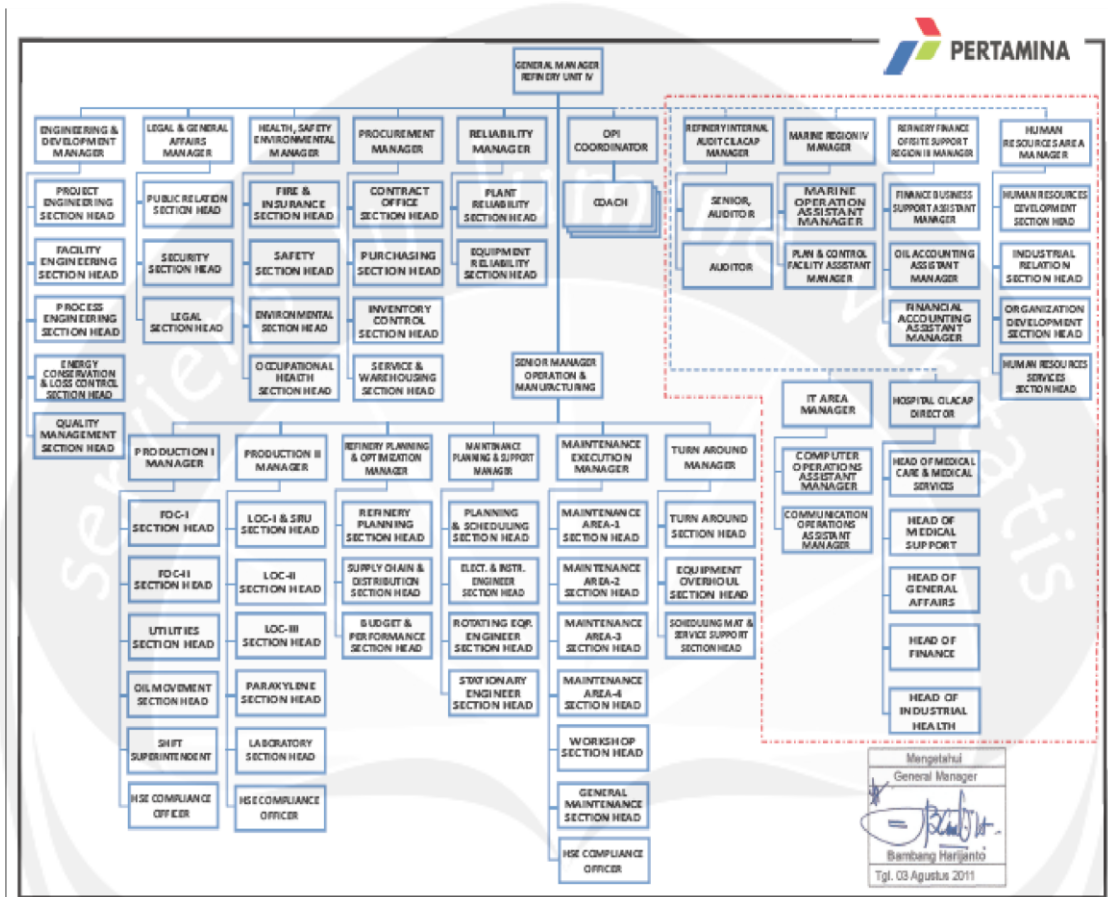 PERTAMINA
GENERAL MANAGER
REFINERY UNIT IV
ENGINEERING &
DEVELOPMENT
MANAGER
LEGAL & GENERAL
AFFAIRS
MANAGER
HEALTH, SAFETY
ENVIRONMENTAL
MANAGER
PROCUREMENT
MANAGER
RELIABILITY
MANAGER
OPI
COORDINATOR
REFINERY INTERNAL
AUDIT CILACAP
MANAGER
MARINE REGION IV
MANAGER
REFINERY FINANCE
OFFSITE SUPPORT
REGION III MANAGER
HUMAN
RESOURCES AREA
MANAGER
PROJECT
ENGINEERING
SECTION HEAD
PUBLIC RELATION
SECTION HEAD
FIRE &
INSURANCE
SECTION HEAD
CONTRACT
OFFICE
SECTION HEAD
PLANT
RELIABILITY
SECTION HEAD
COACH
SENIOR,
AUDITOR
MARINE
OPERATION
ASSISTANT
MANAGER
FINANCE BUSINESS
SUPPORT ASSISTANT
MANAGER
HUMAN RESOURCES
DEVELOPMENT
SECTION HEAD
FACILITY
ENGINEERING
SECTION HEAD
SECURITY
SECTION HEAD
SAFETY
SECTION HEAD
PURCHASING
SECTION HEAD
EQUIPMENT
RELIABILITY
SECTION HEAD
AUDITOR
PLAN & CONTROL
FACILITY ASSISTANT
MANAGER
OIL ACCOUNTING
ASSISTANT
MANAGER
INDUSTRIAL
RELATION
SECTION HEAD
PROCESS
ENGINEERING
SECTION HEAD
LEGAL
SECTION HEAD
ENVIRONMENTAL
SECTION HEAD
INVENTORY
CONTROL
SECTION HEAD
FINANCIAL
ACCOUNTING
ASSISTANT
MANAGER
ORGANIZATION
DEVELOPMENT
SECTION HEAD
ENERGY
CONSERVATION
& LOSS CONTROL
SECTION HEAD
OCCUPATIONAL
HEALTH
SECTION HEAD
SERVICE &
WAREHOUSING
SECTION HEAD
SENIOR MANAGER
OPERATION &
MANUFACTURING
HUMAN RESOURCES
SERVICES
SECTION HEAD
IT AREA
MANAGER
HOSPITAL CILACAP
DIRECTOR
QUALITY
MANAGEMENT
SECTION HEAD
PRODUCTION I
MANAGER
PRODUCTION II
MANAGER
REFINERY PLANNING
& OPTIMIZATION
MANAGER
MAINTENANCE
PLANNING & SUPPORT
MANAGER
MAINTENANCE
EXECUTION
MANAGER
TURN AROUND
MANAGER
COMPUTER
OPERATIONS
ASSISTANT
MANAGER
HEAD OF MEDICAL
CARE & MEDICAL
SERVICES
FOC-I
SECTION HEAD
LOC-I & SRU
SECTION HEAD
REFINERY
PLANNING
SECTION HEAD
PLANNING
& SCHEDULING
SECTION HEAD
MAINTENANCE
AREA-1
SECTION HEAD
TURN AROUND
SECTION HEAD
COMMUNICATION
OPERATIONS
ASSISTANT
MANAGER
HEAD OF
MEDICAL
SUPPORT
FOC-II
SECTION HEAD
LOC-II
SECTION HEAD
SUPPLY CHAIN &
DISTRIBUTION
SECTION HEAD
ELECT. & INSTR.
ENGINEER
SECTION HEAD
MAINTENANCE
AREA-2
SECTION HEAD
EQUIPMENT
OVERHOUL
SECTION HEAD
HEAD OF
GENERAL
AFFAIRS
UTILITIES
SECTION HEAD
LOC-III
SECTION HEAD
BUDGET &
PERFORMANCE
SECTION HEAD
ROTATING EQP.
ENGINEER
SECTION HEAD
MAINTENANCE
AREA-3
SECTION HEAD
SCHEDULING MAT &
SERVICE SUPPORT
SECTION HEAD
HEAD OF
FINANCE
OIL MOVEMENT
SECTION HEAD
PARAXYLENE
SECTION HEAD
STATIONARY
ENGINEER
SECTION HEAD
MAINTENANCE
AREA-4
SECTION HEAD
HEAD OF
INDUSTRIAL
HEALTH
SHIFT
SUPERINTENDENT
LABORATORY
SECTION HEAD
WORKSHOP
SECTION HEAD
HSE COMPLIANCE
OFFICER
HSE COMPLIANCE
OFFICER
GENERAL
MAINTENANCE
SECTION HEAD
HSE COMPLIANCE
OFFICER
Mengetahui
General Manager
Bambang Harijanto
Tgl. 03 Agustus 2011